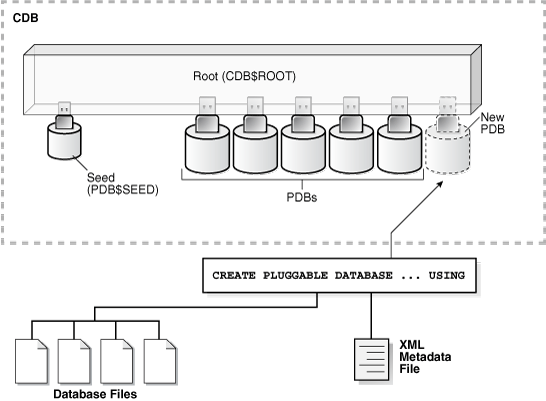 CDB
Root (CDB$ROOT)
New
PDB
Seed
(PDB$SEED)
PDBs
CREATE PLUGGABLE DATABASE ... USING
XML
Metadata
File
Database Files